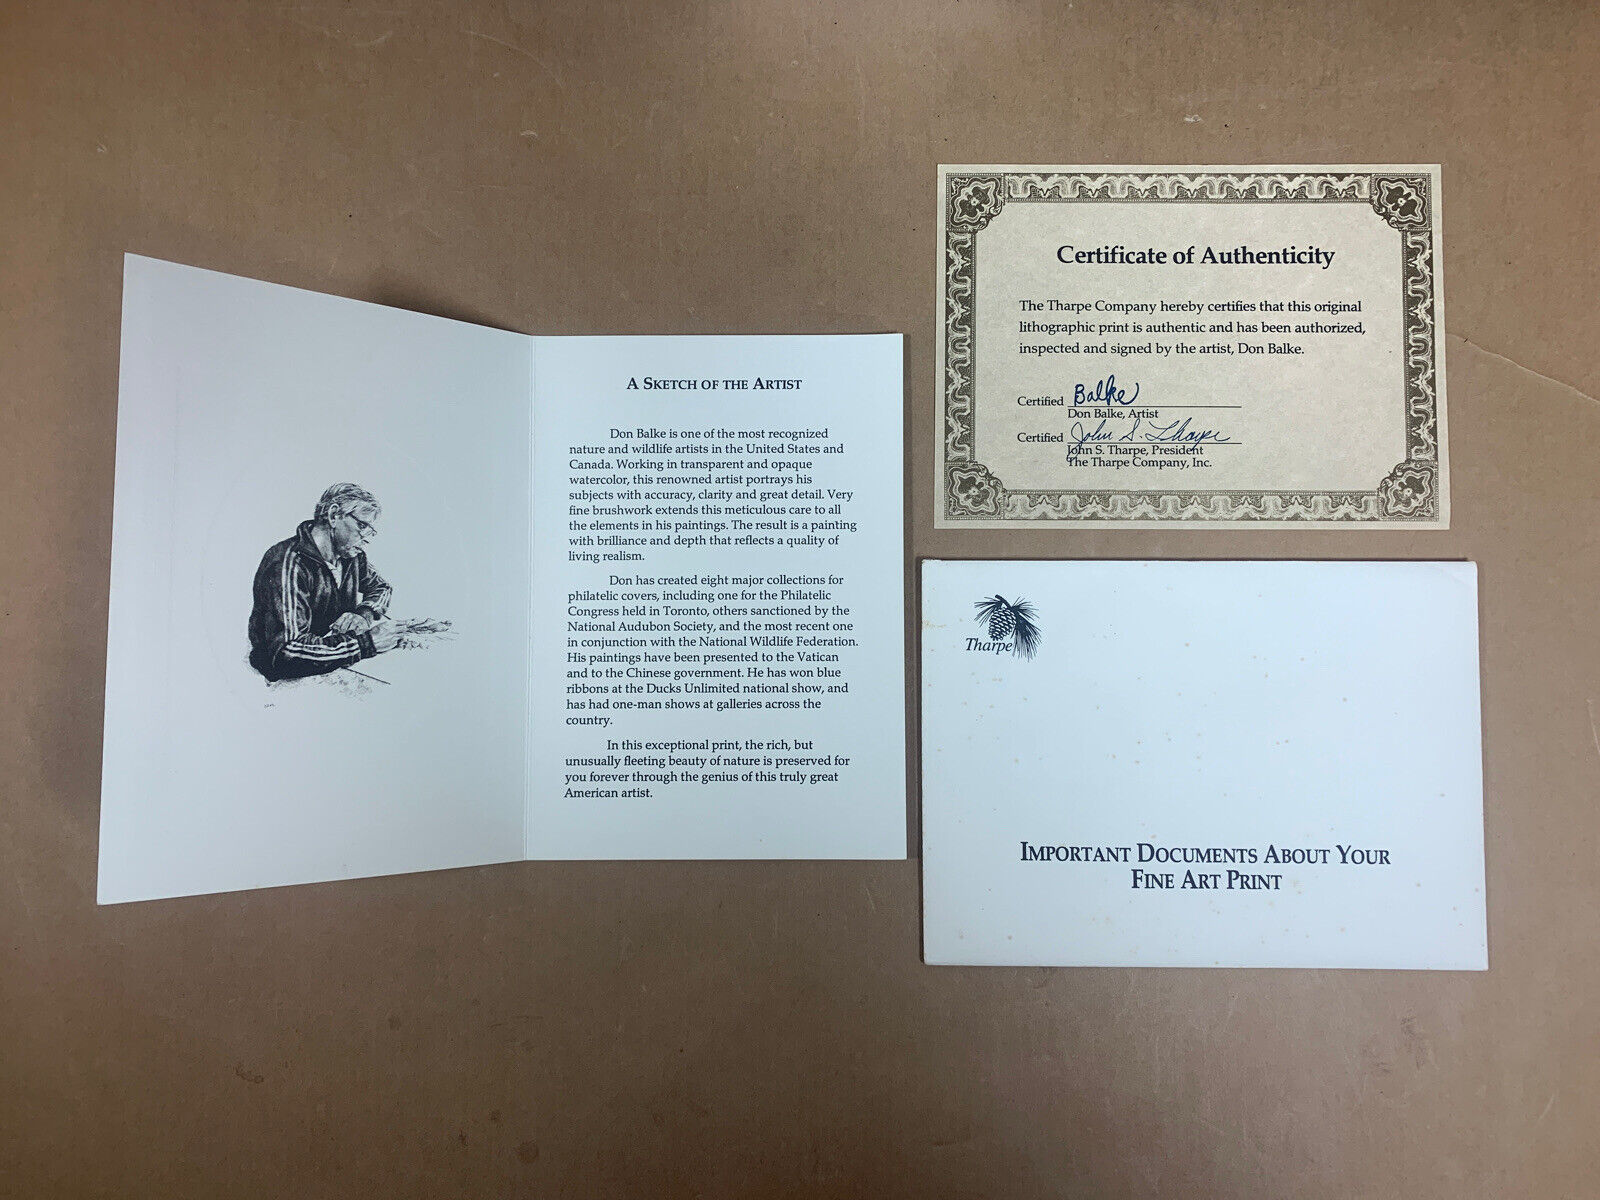 A SKETCH OF THE ARTIST
Don Balke is one of the most recognized
nature and wildlife artists in the United States and
Canada. Working in transparent and opaque
watercolor, this renowned artist portrays his
subjects with accuracy, clarity and great detail. Very
fine brushwork extends this meticulous care to all
the elements in his paintings. The result is a painting
with brilliance and depth that reflects a quality of
living realism.
Don has created eight major collections for
philatelic covers, including one for the Philatelic
Congress held in Toronto, others sanctioned by the
National Audubon Society, and the most recent one
in conjunction with the National Wildlife Federation.
His paintings have been presented to the Vatican
and to the Chinese government. He has won blue
ribbons at the Ducks Unlimited national show, and
has had one-man shows at galleries across the
country.
In this exceptional print, the rich, but
unusually fleeting beauty of nature is preserved for
you forever through the genius of this truly great
American artist.
Certificate of Authenticity
The Tharpe Company hereby certifies that this original
lithographic print is authentic and has been authorized,
inspected and signed by the artist, Don Balke.
Certified Balke
Don Balke, Artist
Certified John S. Tharpe
John S. Tharpe, President
The Tharpe Company, Inc.
Tharpe
IMPORTANT DOCUMENTS ABOUT YOUR
FINE ART PRINT